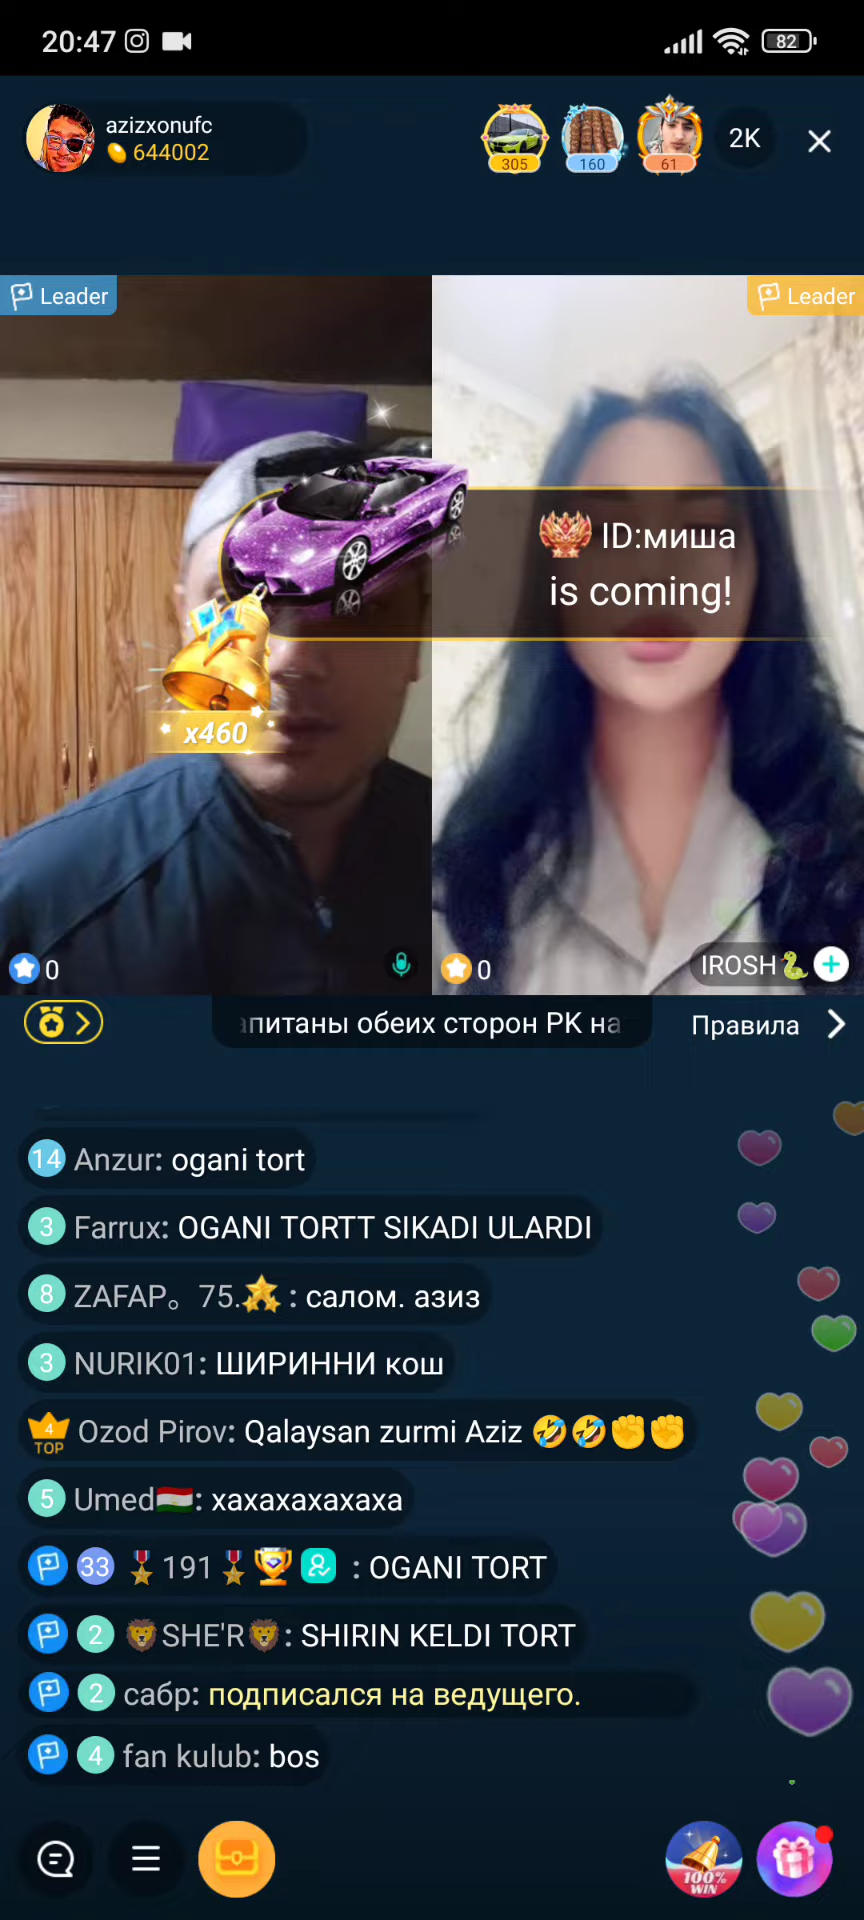 20:47
82
azizxonufc
644002
305
160
61
2K
Leader
Leader
ID:миша
is coming!
x460
0
0
IROSH
апитаны обеих сторон PK на
Правила
14 Anzur: ogani tort
3 Farrux: OGANI TORTT SIKADI ULARDI
8 ZAFAP。 75. : салом. азиз
3 NURIK01: ШИРИННИ кош
4 TOP Ozod Pirov: Qalaysan zurmi Aziz 🤣🤣✊✊
5 Umed🇹🇯: хахахахахаха
33 🎖191🎖🏆 : OGANI TORT
2 🦁SHE'R🦁: SHIRIN KELDI TORT
2 сабр: подписался на ведущего.
4 fan kulub: bos
100%
WIN